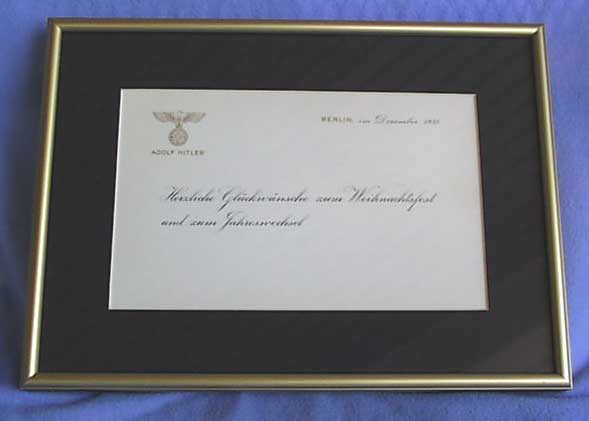 BERLIN, im Dezember
ADOLF HITLER
Herzliche Glückwünsche zum Weihnachtsfest
und zum Jahreswechsel